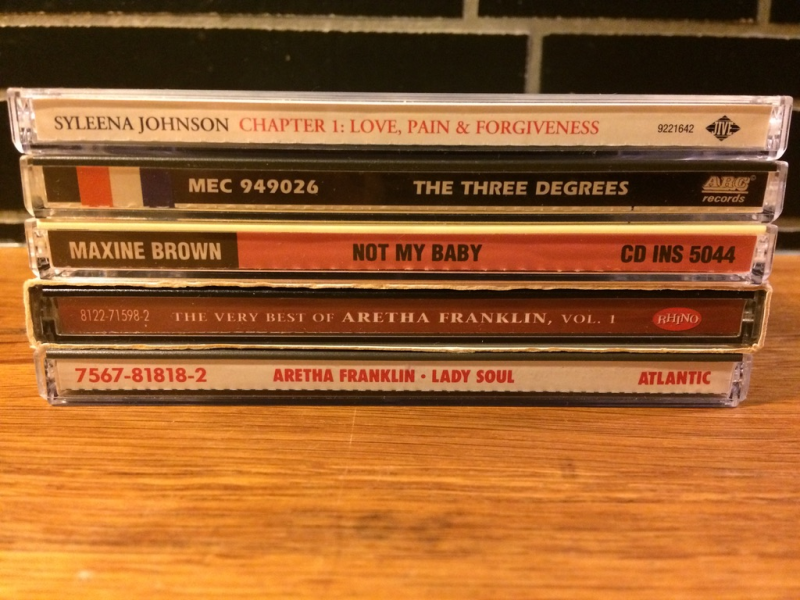 SYLEENA JOHNSON CHAPTER 1: LOVE, PAIN & FORGIVENESS 9221642 JIVE
MEC 949026 THE THREE DEGREES ARC records
MAXINE BROWN NOT MY BABY CD INS 5044
8122-71598-2 THE VERY BEST OF ARETHA FRANKLIN, VOL. 1 RHINO
7567-81818-2 ARETHA FRANKLIN · LADY SOUL ATLANTIC